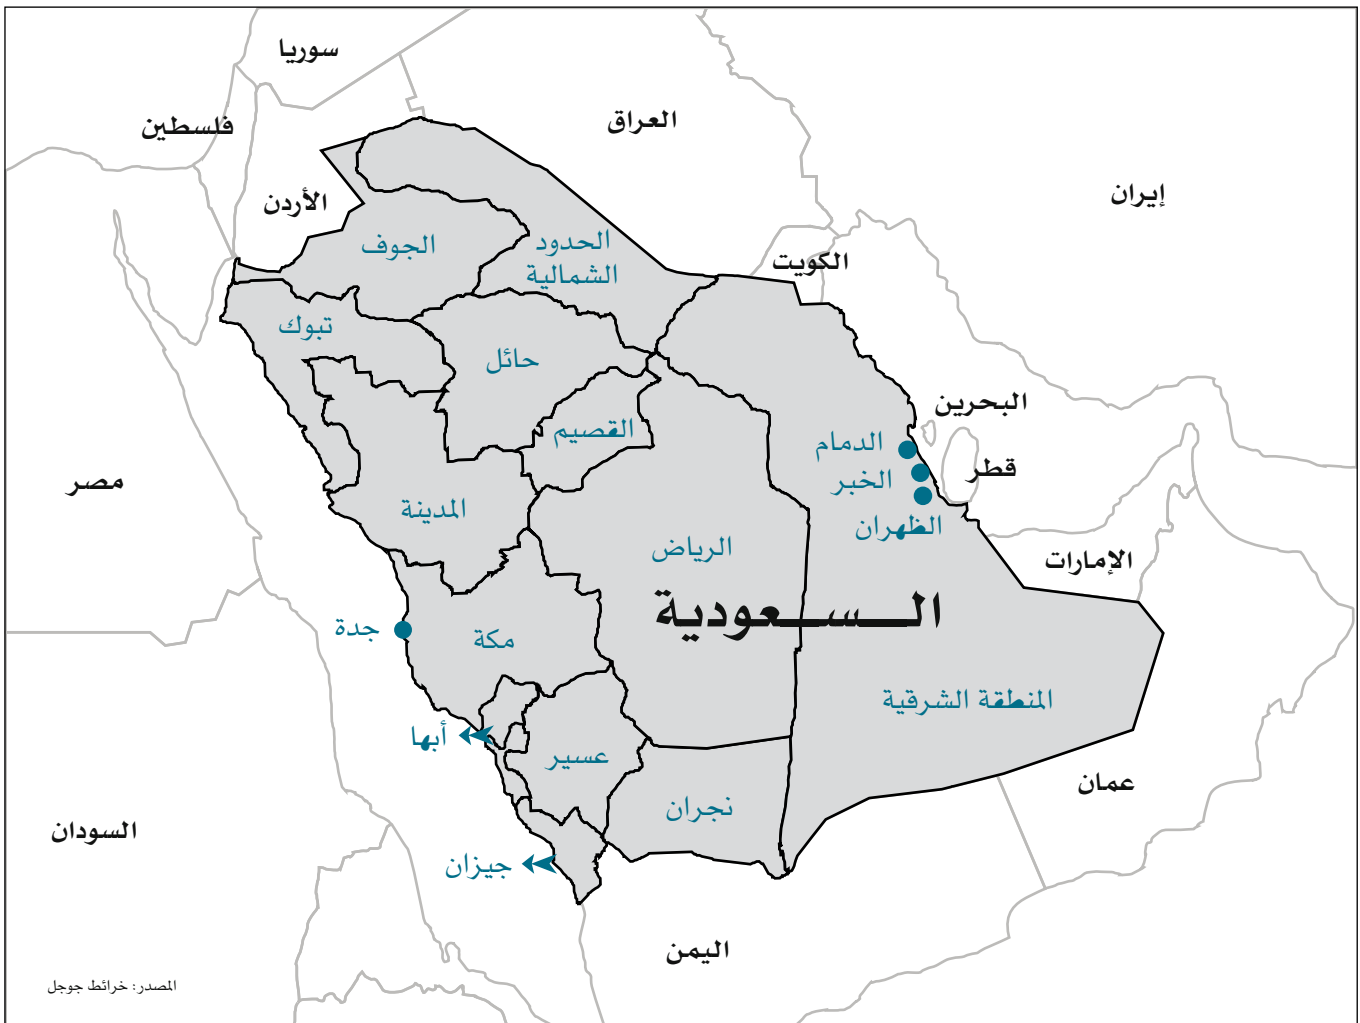 سوريا
العراق
فلسطين
إيران
الأردن
الجوف
الحدود
الشمالية
الكويت
تبوك
حائل
البحرين
القصيم
الدمام
قطر
الخبر
مصر
المدينة
الظهران
الرياض
الإمارات
الـــســـعودية
جدة
مكة
المنطقة الشرقية
أبها
عسير
عمان
نجران
السودان
جيزان
اليمن
المصدر: خرائط جوجل